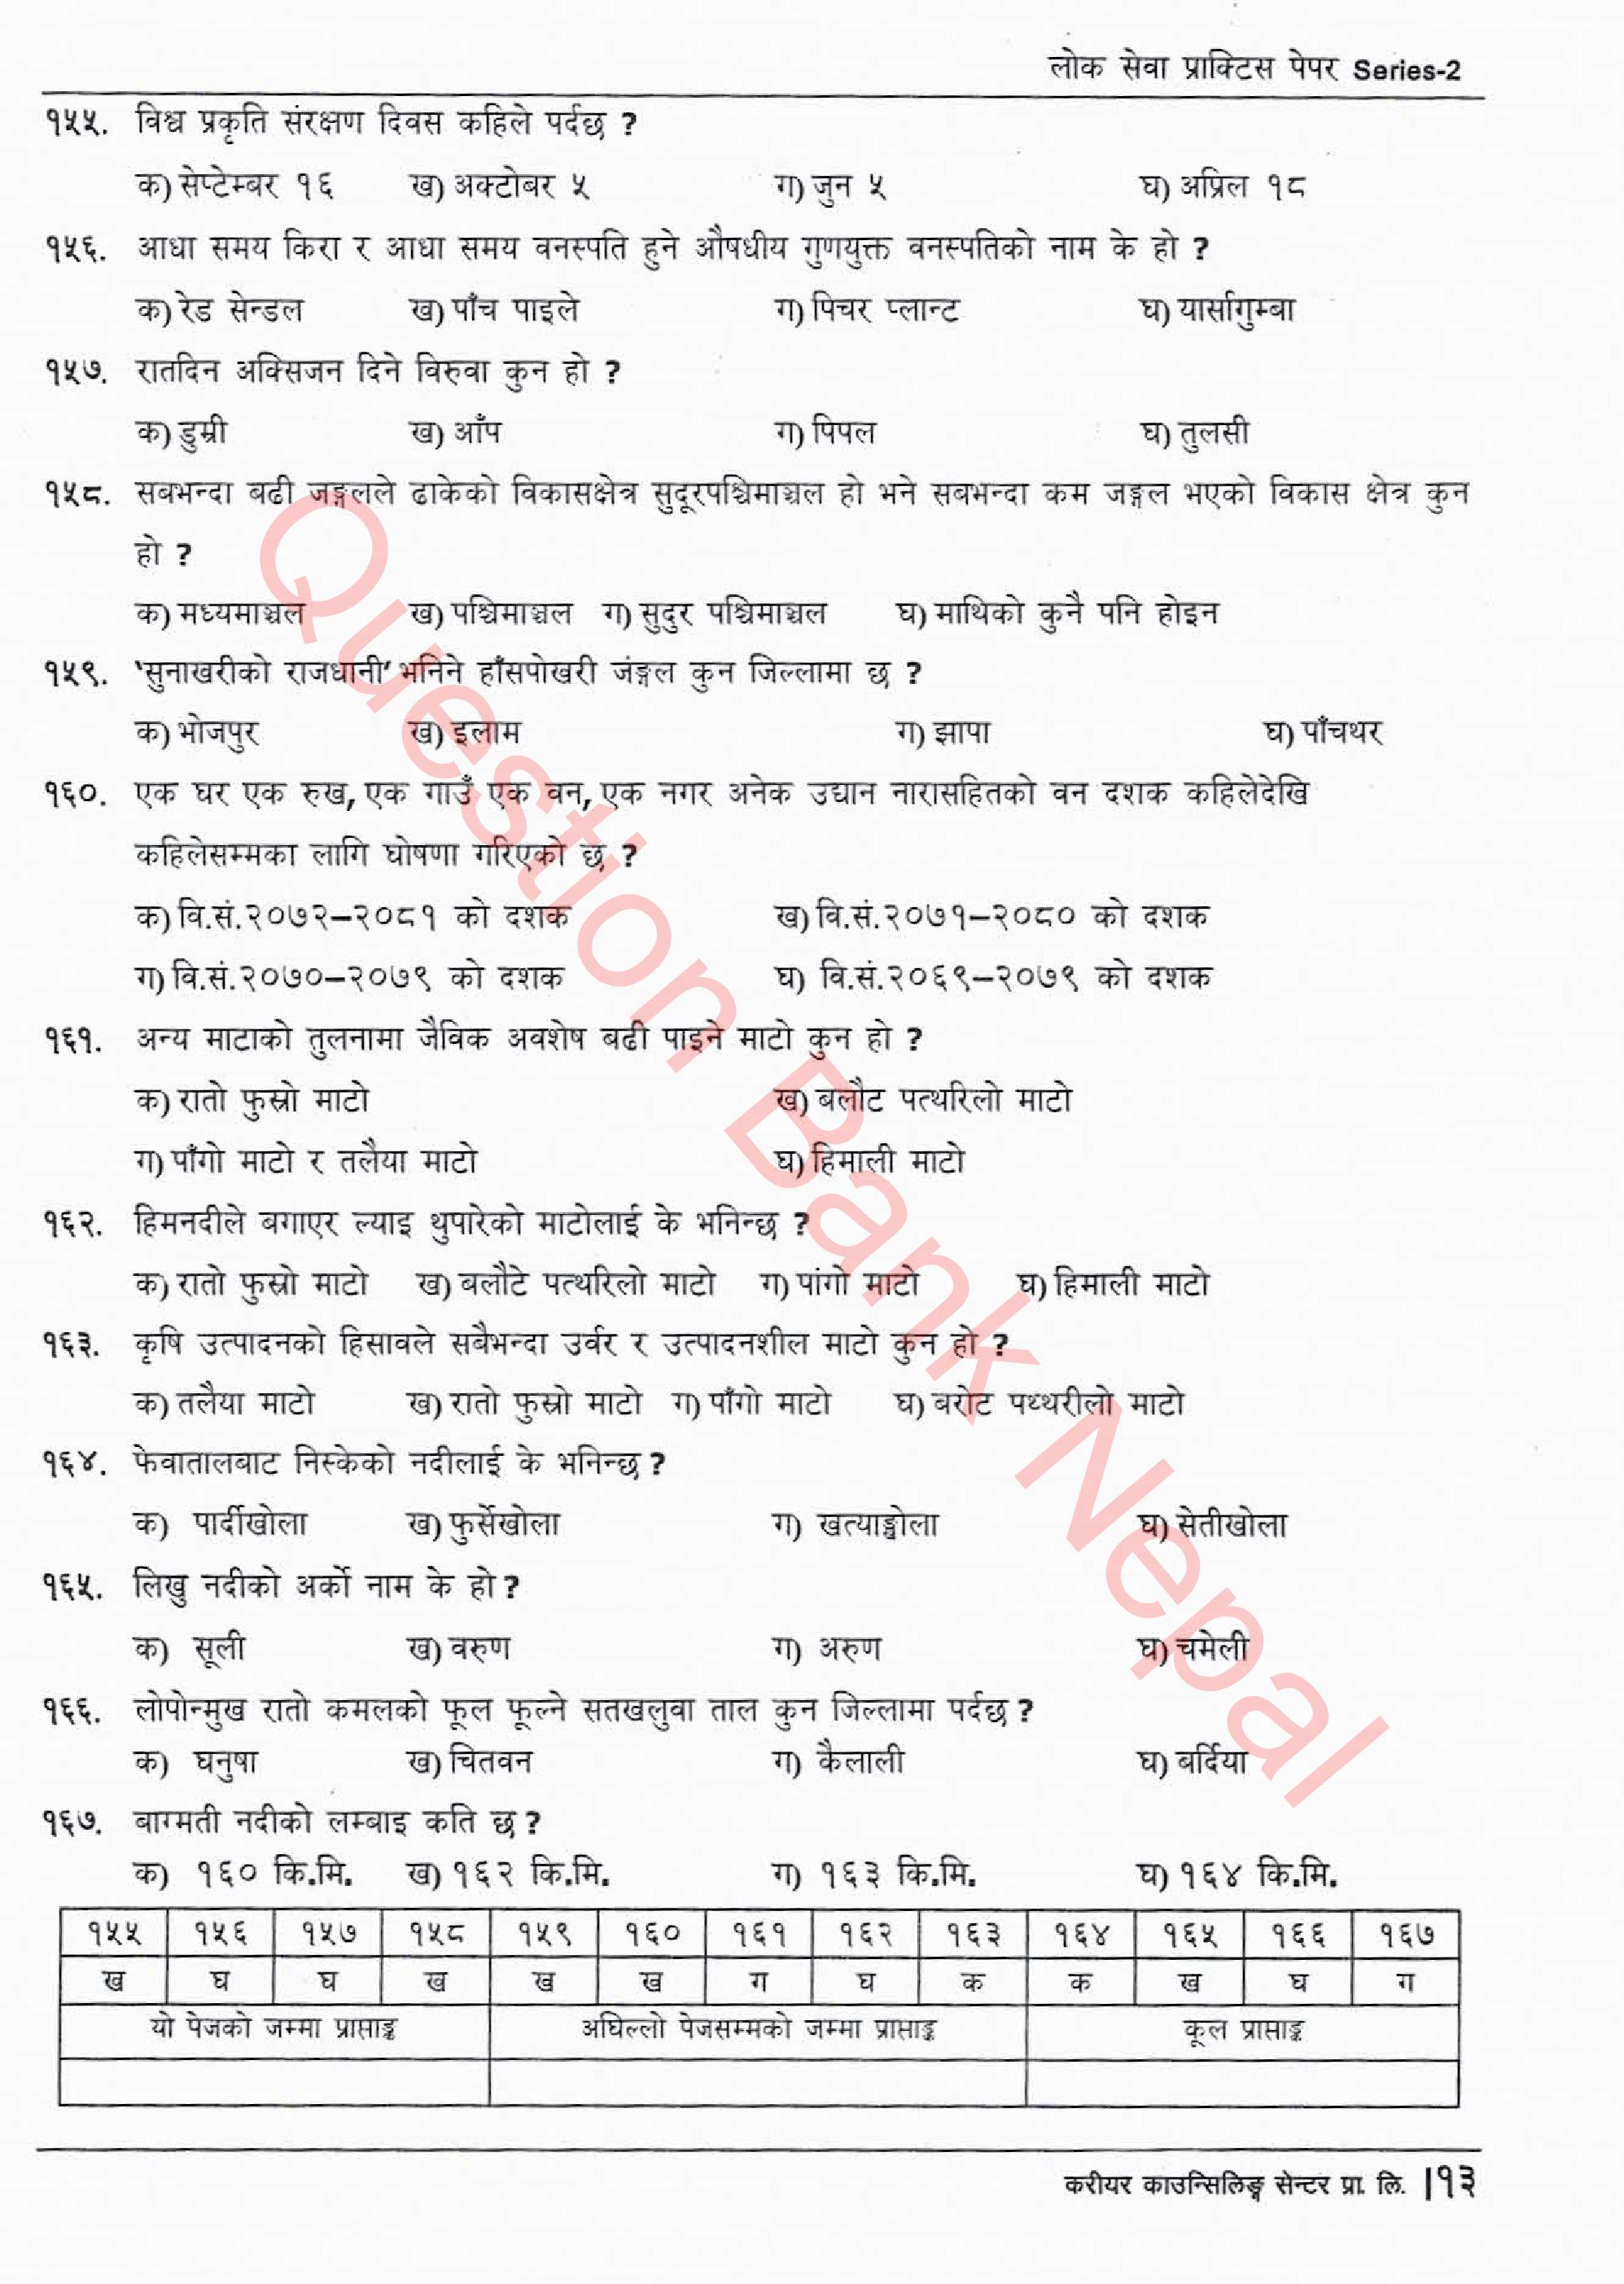 लोक सेवा प्राक्टिस पेपर Series-2
१५५. विश्व प्रकृति संरक्षण दिवस कहिले पर्दछ ?
क) सेप्टेम्बर १६ ख) अक्टोबर ५ ग) जुन ५ घ) अप्रिल १८
१५६. आधा समय किरा र आधा समय वनस्पति हुने औषधीय गुणयुक्त वनस्पतिको नाम के हो ?
क) रेड सेन्डल ख) पाँच पाइले ग) पिचर प्लान्ट घ) यार्सागुम्बा
१५७. रातदिन अक्सिजन दिने विरुवा कुन हो ?
क) डुम्री ख) आँप ग) पिपल घ) तुलसी
१५८. सबभन्दा बढी जङ्गलले ढाकेको विकासक्षेत्र सुदूरपश्चिमाञ्चल हो भने सबभन्दा कम जङ्गल भएको विकास क्षेत्र कुन
हो ?
क) मध्यमाञ्चल ख) पश्चिमाञ्चल ग) सुदुर पश्चिमाञ्चल घ) माथिको कुनै पनि होइन
१५९. 'सुनाखरीको राजधानी' भनिने हाँसपोखरी जंङ्गल कुन जिल्लामा छ ?
क) भोजपुर ख) इलाम ग) झापा घ) पाँचथर
१६०. एक घर एक रुख, एक गाउँ एक वन, एक नगर अनेक उद्यान नारासहितको वन दशक कहिलेदेखि
कहिलेसम्मका लागि घोषणा गरिएको छ ?
क) वि.सं.२०७२–२०८१ को दशक ख) वि.सं.२०७१–२०८० को दशक
ग) वि.सं.२०७०–२०७९ को दशक घ) वि.सं.२०६९–२०७९ को दशक
१६१. अन्य माटाको तुलनामा जैविक अवशेष बढी पाइने माटो कुन हो ?
क) रातो फुस्रो माटो ख) बलौट पत्थरिलो माटो
ग) पाँगो माटो र तलैया माटो घ) हिमाली माटो
१६२. हिमनदीले बगाएर ल्याइ थुपारेको माटोलाई के भनिन्छ ?
क) रातो फुस्रो माटो ख) बलौटे पत्थरिलो माटो ग) पांगो माटो घ) हिमाली माटो
१६३. कृषि उत्पादनको हिसावले सबैभन्दा उर्वर र उत्पादनशील माटो कुन हो ?
क) तलैया माटो ख) रातो फुस्रो माटो ग) पाँगो माटो घ) बरोट पथ्थरीलो माटो
१६४. फेवातालबाट निस्केको नदीलाई के भनिन्छ ?
क) पार्दीखोला ख) फुर्सेखोला ग) खत्याङ्खोला घ) सेतीखोला
१६५. लिखु नदीको अर्को नाम के हो ?
क) सूली ख) वरुण ग) अरुण घ) चमेली
१६६. लोपोन्मुख रातो कमलको फूल फूल्ने सतखलुवा ताल कुन जिल्लामा पर्दछ ?
क) घनुषा ख) चितवन ग) कैलाली घ) बर्दिया
१६७. बाग्मती नदीको लम्बाइ कति छ ?
क) १६० कि.मि. ख) १६२ कि.मि. ग) १६३ कि.मि. घ) १६४ कि.मि.
१५५ १५६ १५७ १५८ १५९ १६० १६१ १६२ १६३ १६४ १६५ १६६ १६७
ख घ घ ख ख ख ग घ क क ख घ ग
यो पेजको जम्मा प्राप्ताङ्क अघिल्लो पेजसम्मको जम्मा प्राप्ताङ्क कूल प्राप्ताङ्क
करीयर काउन्सिलिङ्ग सेन्टर प्रा. लि. |१३
Question Bank Nepal